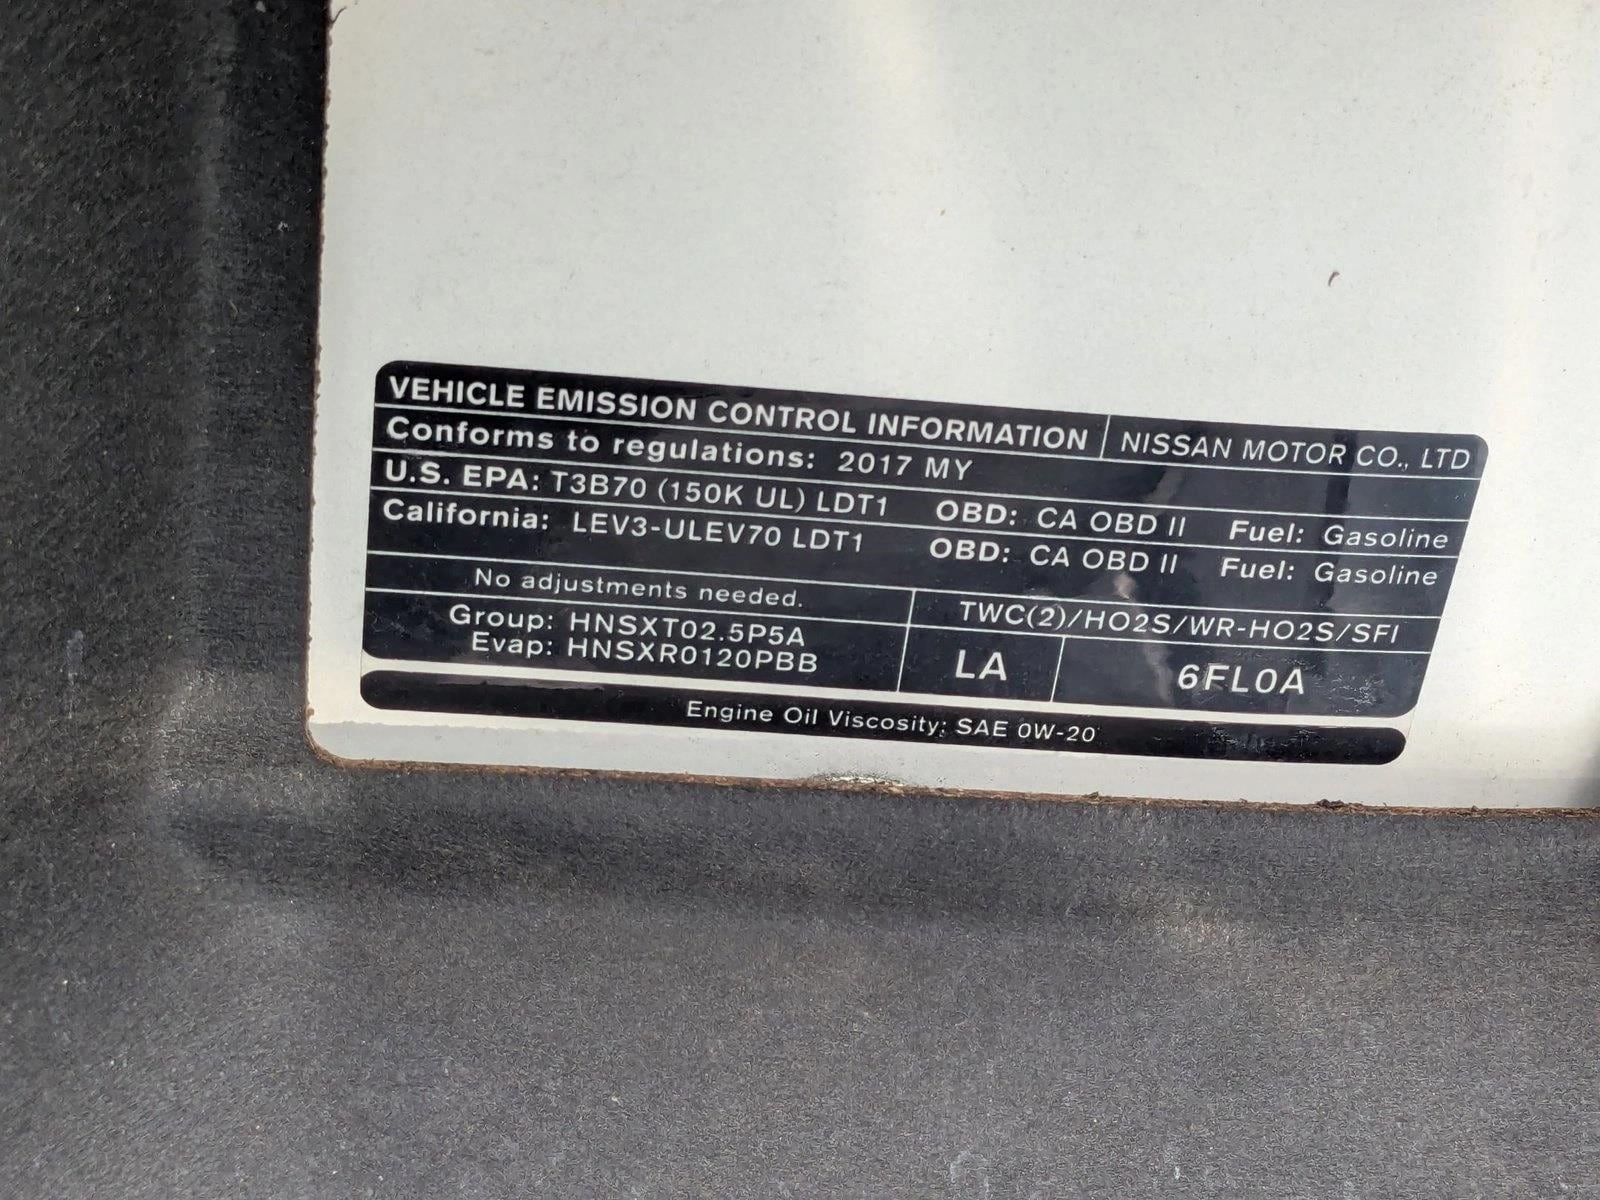 VEHICLE EMISSION CONTROL INFORMATION NISSAN MOTOR CO., LTD
Conforms to regulations: 2017 MY
U.S. EPA: T3B70 (150K UL) LDT1 OBD: CA OBD II Fuel: Gasoline
California: LEV3-ULEV70 LDT1 OBD: CA OBD II Fuel: Gasoline
No adjustments needed. TWC(2)/HO2S/WR-HO2S/SFI
Group: HNSXT02.5P5A
Evap: HNSXR0120PBB
LA 6FL0A
Engine Oil Viscosity: SAE 0W-20